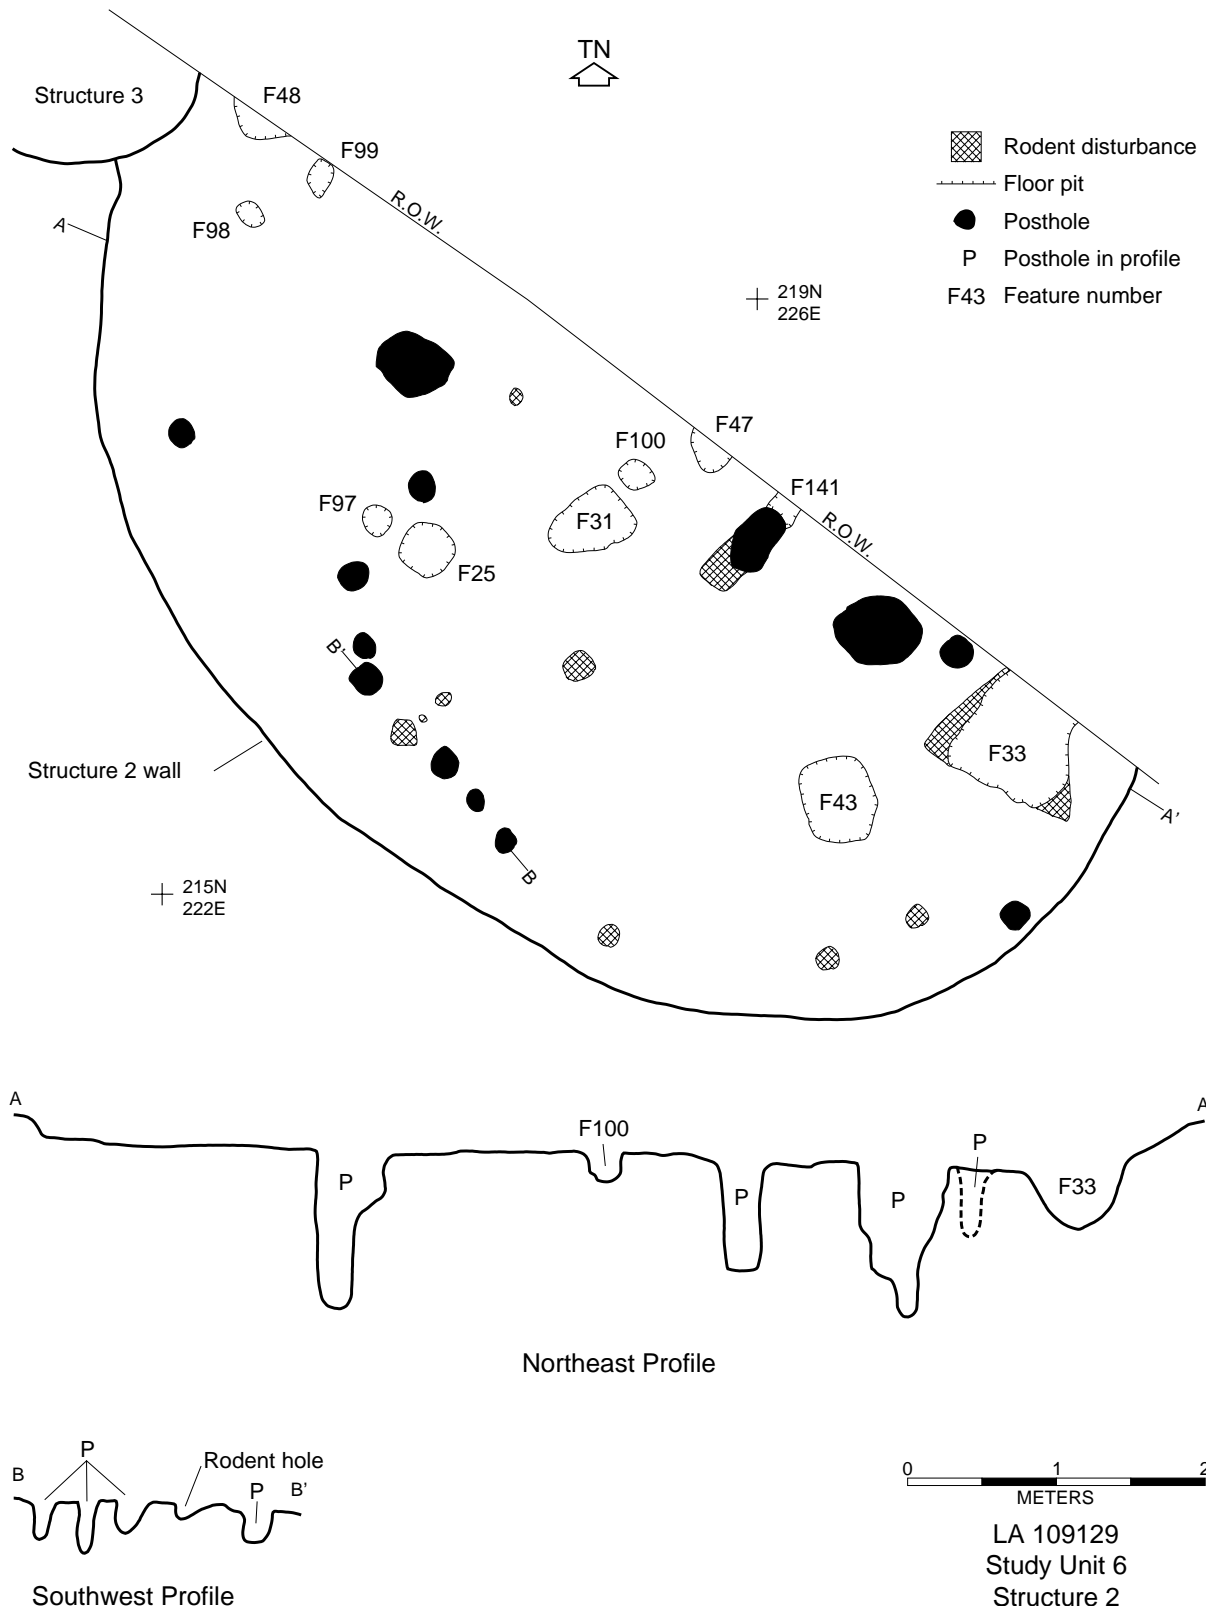 TN
Structure 3
F48
F99
F98
R.O.W.
A
Rodent disturbance
Floor pit
Posthole
P Posthole in profile
F43 Feature number
219N
226E
F47
F100
F141
F97
F31
R.O.W.
F25
B'
Structure 2 wall
F33
F43
A'
B
215N
222E
A
F100
P
A
P
P
P
F33
Northeast Profile
P
Rodent hole
B
P
B'
Southwest Profile
0 1 2
METERS
LA 109129
Study Unit 6
Structure 2